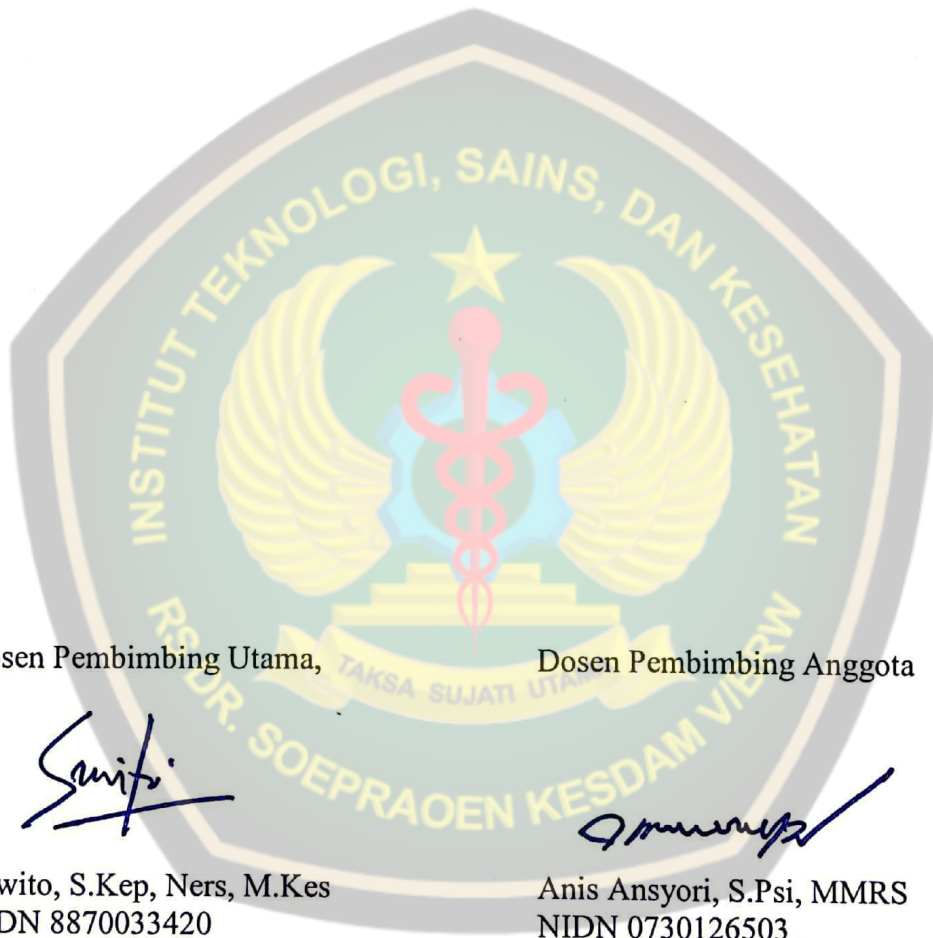 INSTITUT TEKNOLOGI, SAINS, DAN KESEHATAN
TAKSA SUJATI UTAMA
RS DR. SOEPRAOEN KESDAM V/BRW
sen Pembimbing Utama,
Dosen Pembimbing Anggota
wito, S.Kep, Ners, M.Kes
DN 8870033420
Anis Ansyori, S.Psi, MMRS
NIDN 0730126503